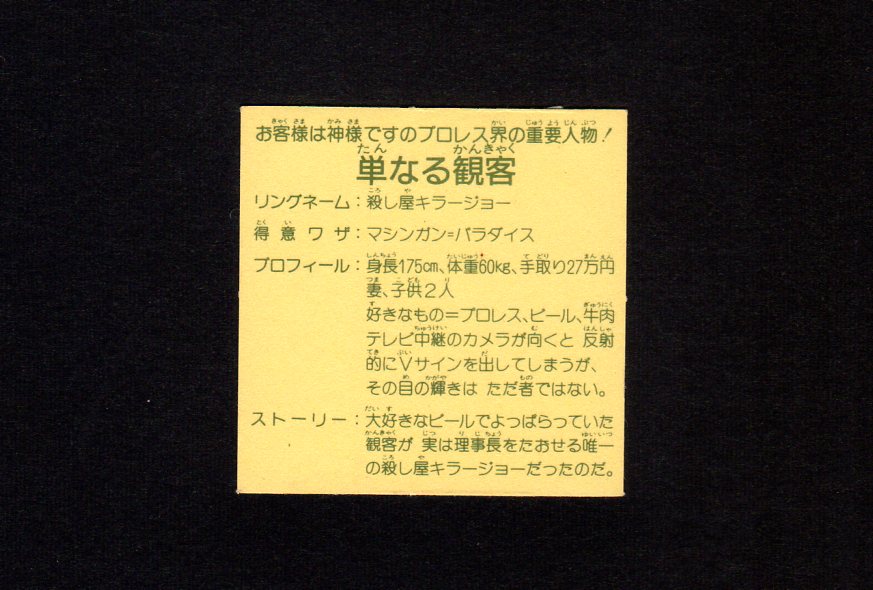 お客様は神様ですのプロレス界の重要人物!
単なる観客
リングネーム:殺し屋キラージョー
得意ワザ:マシンガン=パラダイス
プロフィール:身長175cm、体重60kg、手取り27万円
妻、子供2人
好きなもの=プロレス、ビール、牛肉
テレビ中継のカメラが向くと 反射
的にVサインを出してしまうが、
その目の輝きは ただ者ではない。
ストーリー:大好きなビールでよっぱらっていた
観客が 実は理事長をたおせる唯一
の殺し屋キラージョーだったのだ。